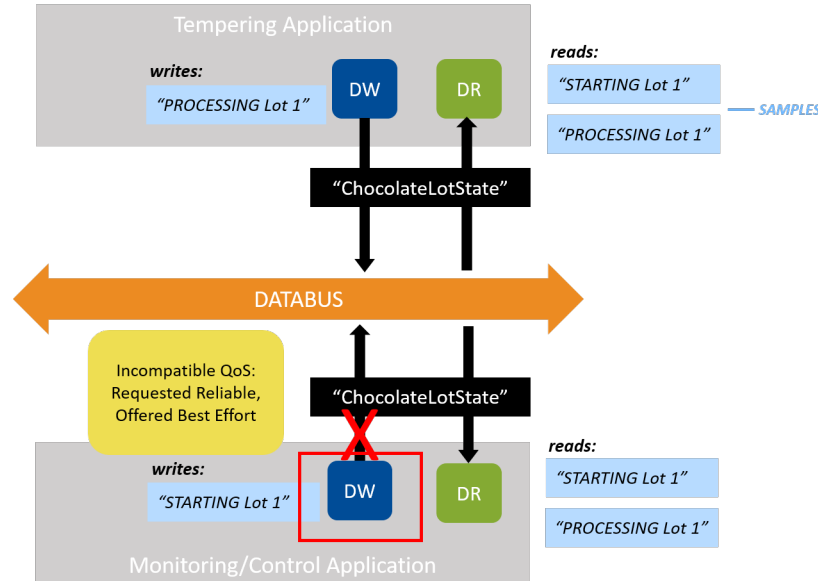 Tempering Application
writes:
"PROCESSING Lot 1"
DW
DR
reads:
"STARTING Lot 1"
"PROCESSING Lot 1"
SAMPLES
"ChocolateLotState"
DATABUS
Incompatible QoS:
Requested Reliable,
Offered Best Effort
"ChocolateLotState"
writes:
"STARTING Lot 1"
DW
DR
reads:
"STARTING Lot 1"
"PROCESSING Lot 1"
Monitoring/Control Application